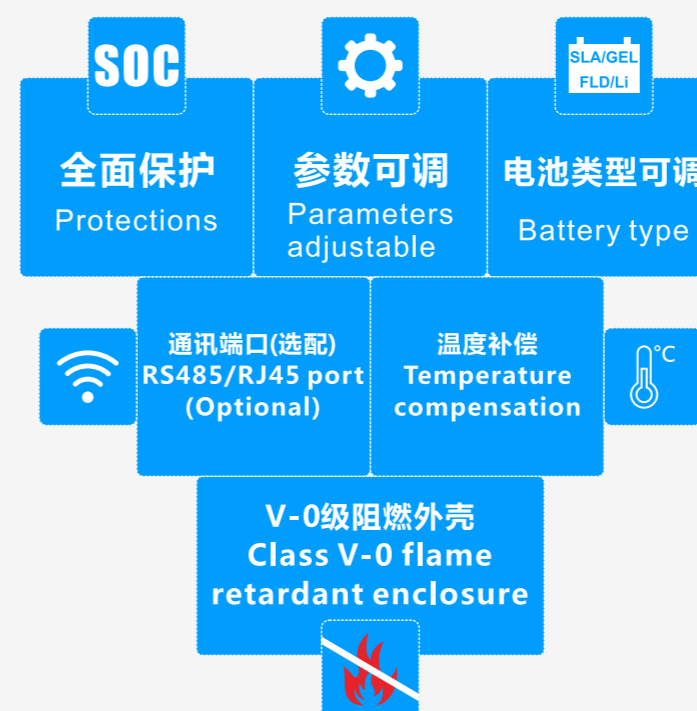 SOC
全面保护
Protections
参数可调
Parameters
adjustable
SLA/GEL
FLD/Li
电池类型可调
Battery type
通讯端口(选配)
RS485/RJ45 port
(Optional)
温度补偿
Temperature
compensation
°C
V-0级阻燃外壳
Class V-0 flame
retardant enclosure